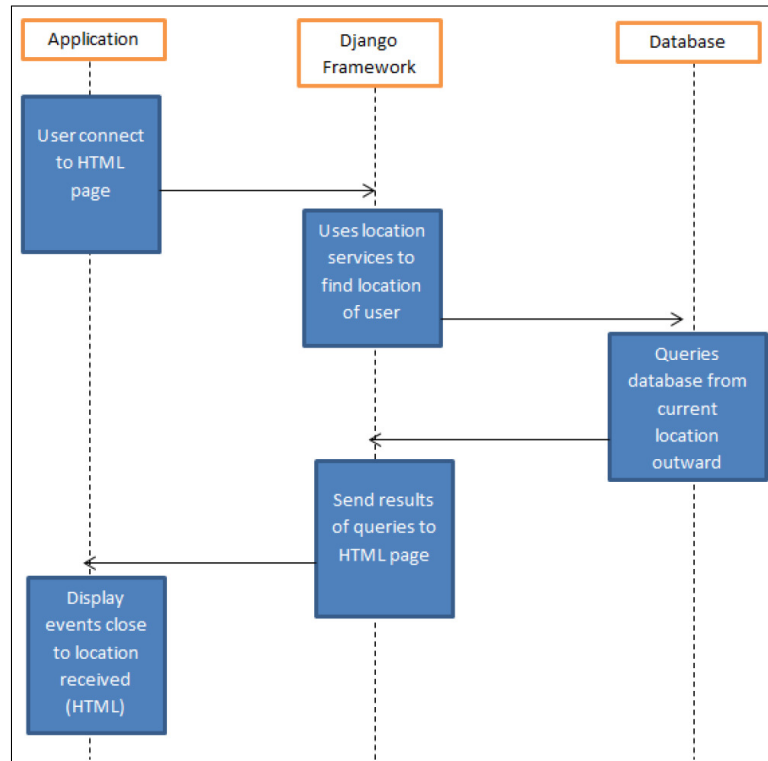 Application
Django
Framework
Database
User connect
to HTML
page
Uses location
services to
find location
of user
Queries
database from
current
location
outward
Send results
of queries to
HTML page
Display
events close
to location
received
(HTML)